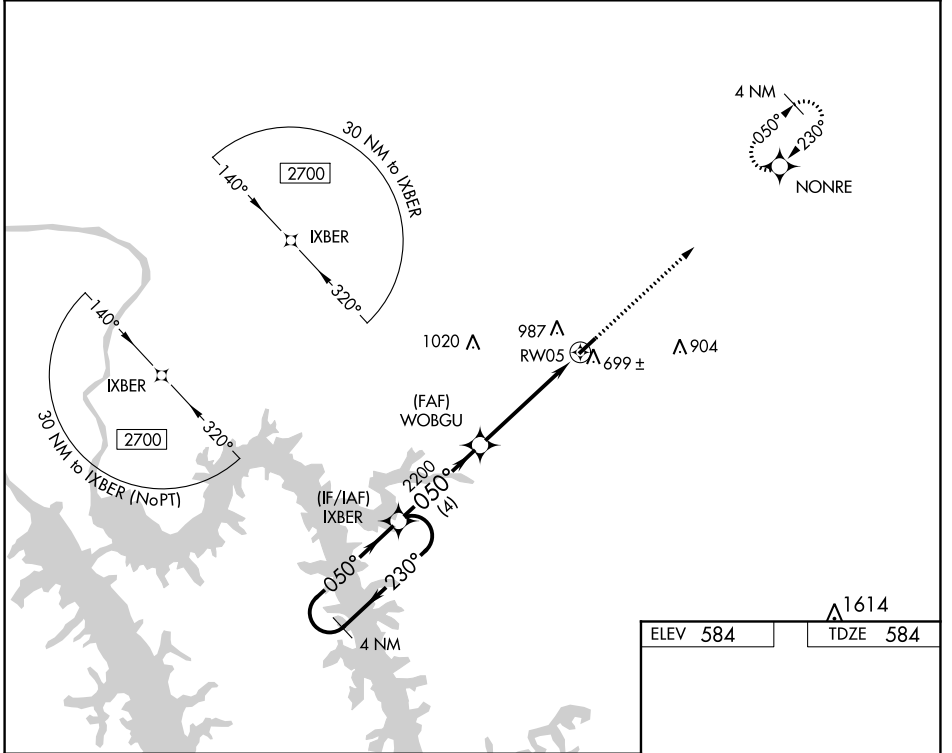 4 NM
050°
230°
NONRE
30 NM to IXBER
2700
140°
IXBER
320°
140°
IXBER
320°
2700
30 NM to IXBER (NoPT)
1020
987
RW05
699 ±
904
(FAF)
WOBGU
2200
050°
(4)
(IF/IAF)
IXBER
050°
230°
4 NM
1614
ELEV 584
TDZE 584